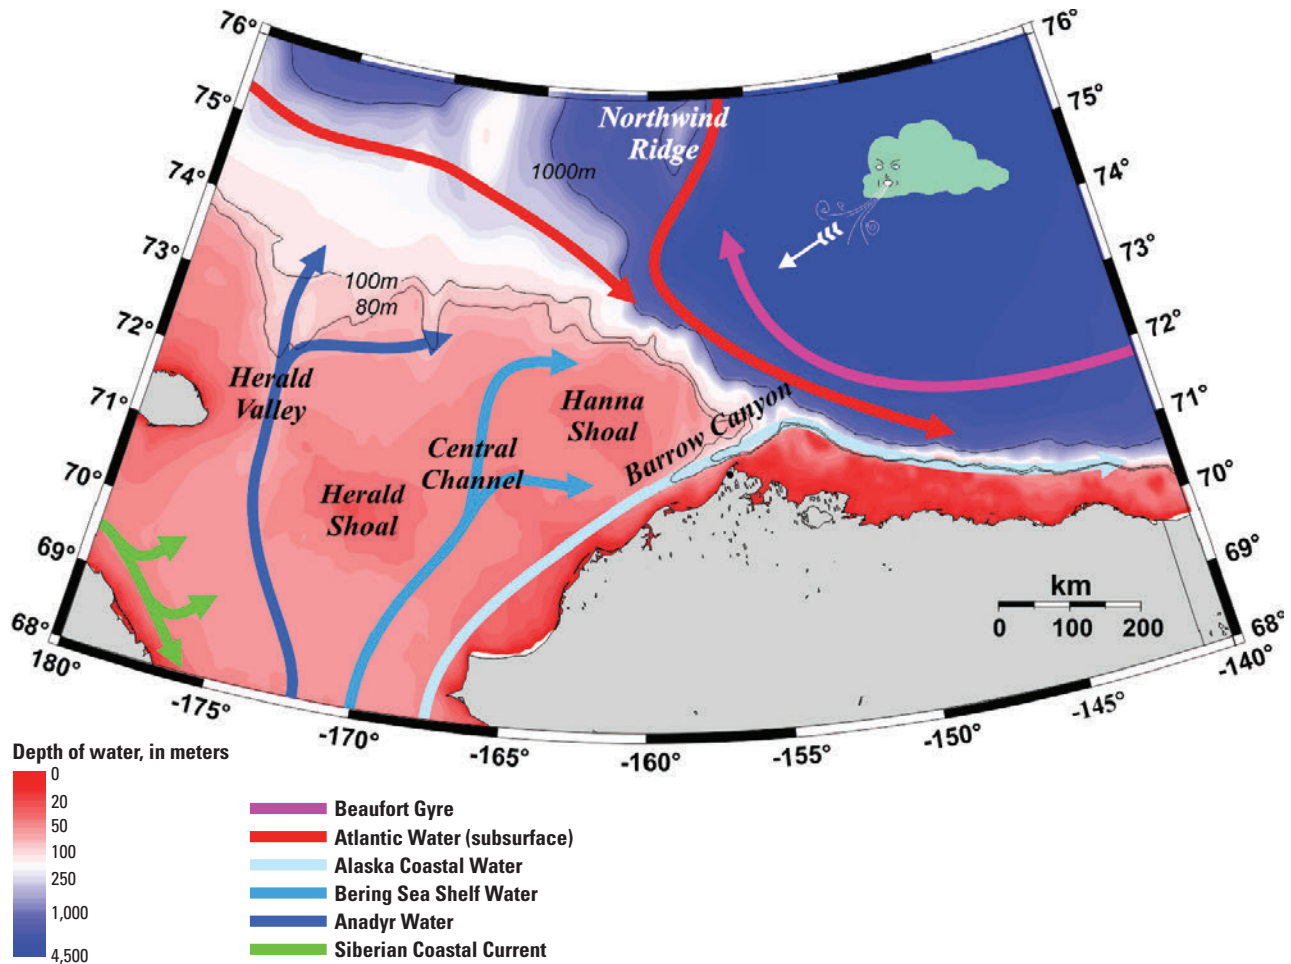 76°
76°
75°
75°
74°
74°
73°
73°
72°
72°
71°
71°
70°
70°
69°
69°
68°
68°
180°
-175°
-170°
-165°
-160°
-155°
-150°
-145°
-140°
Northwind
Ridge
1000m
100m
80m
Herald
Valley
Hanna
Shoal
Central
Channel
Barrow Canyon
Herald
Shoal
km
0 100 200
Depth of water, in meters
0
20
50
100
250
1,000
4,500
Beaufort Gyre
Atlantic Water (subsurface)
Alaska Coastal Water
Bering Sea Shelf Water
Anadyr Water
Siberian Coastal Current